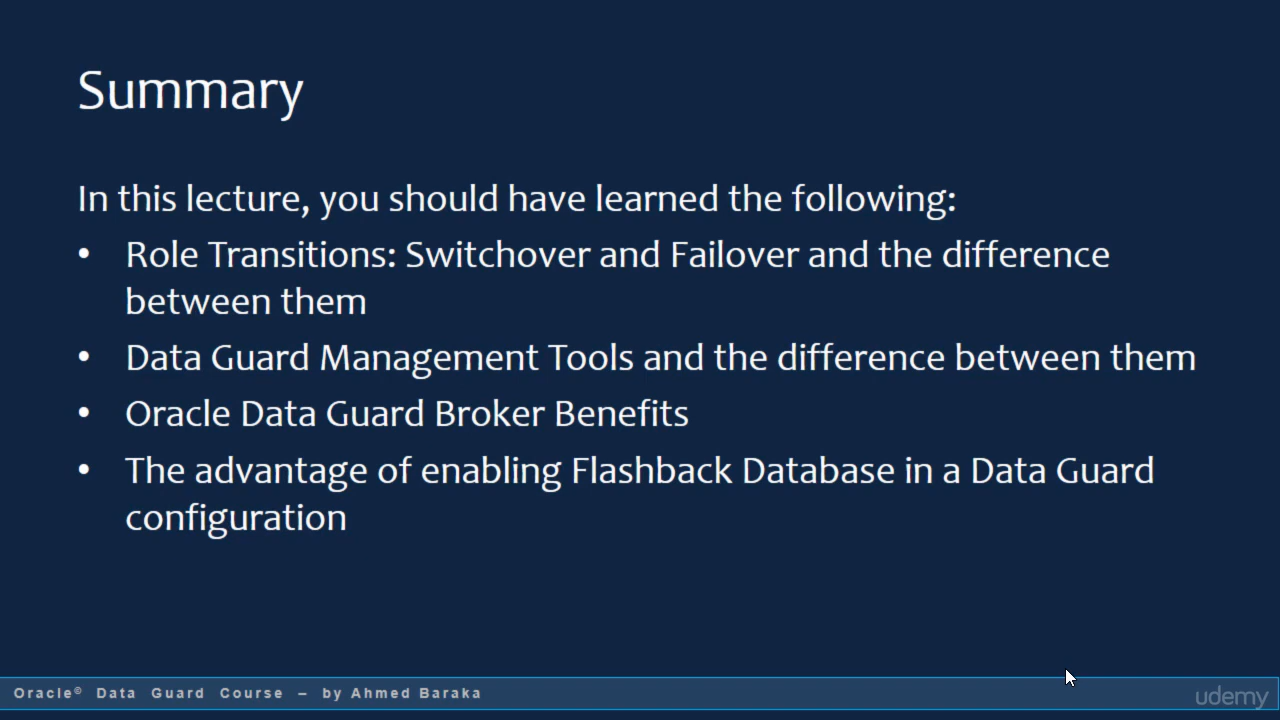 Summary
In this lecture, you should have learned the following:
• Role Transitions: Switchover and Failover and the difference
between them
• Data Guard Management Tools and the difference between them
• Oracle Data Guard Broker Benefits
• The advantage of enabling Flashback Database in a Data Guard
configuration
Oracle© Data Guard Course – by Ahmed Baraka
udemy